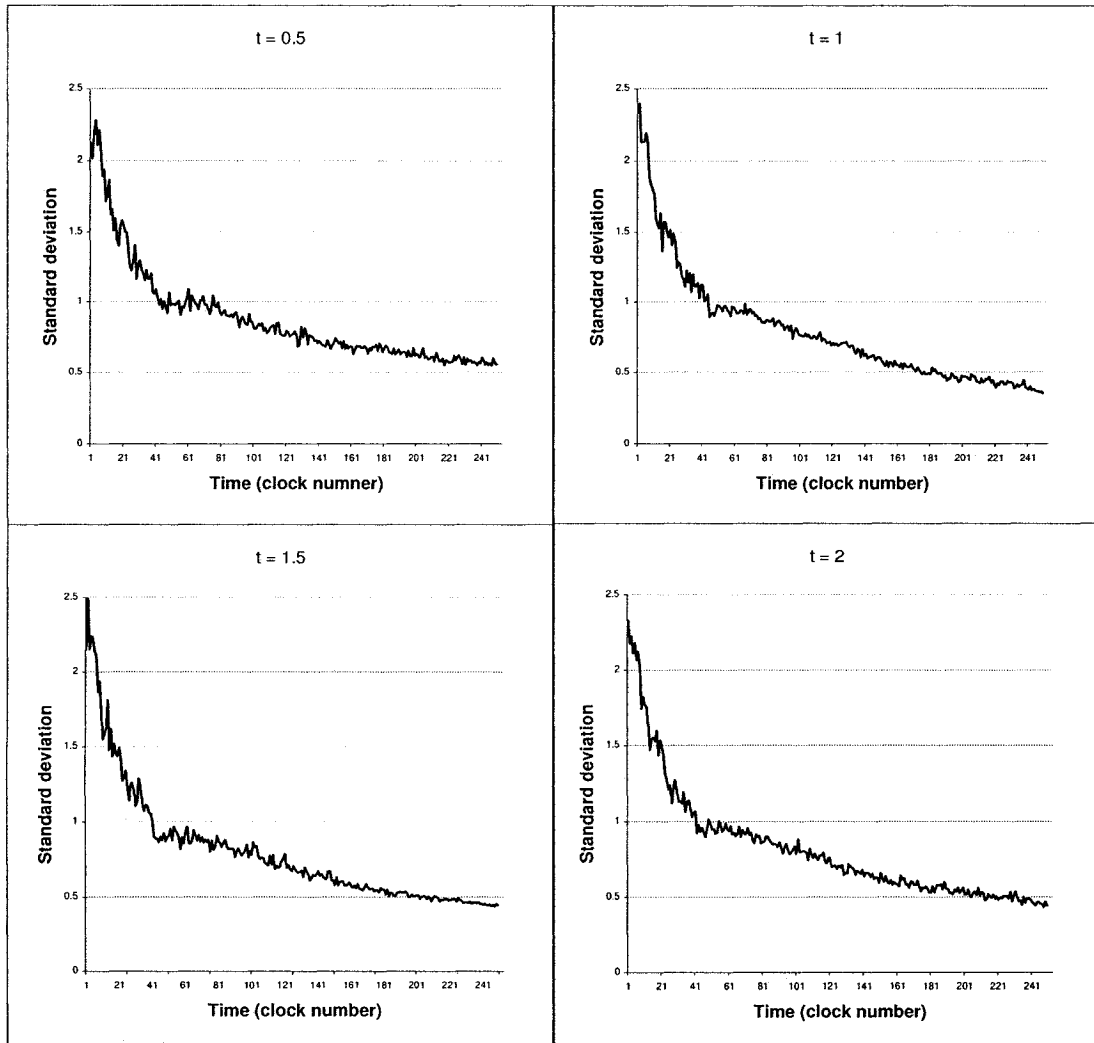 t = 0.5
2.5
2
1.5
1
0.5
0
Standard deviation
1 21 41 61 81 101 121 141 161 181 201 221 241
Time (clock numner)
t = 1
2.5
2
1.5
1
0.5
0
Standard deviation
1 21 41 61 81 101 121 141 161 181 201 221 241
Time (clock number)
t = 1.5
2.5
2
1.5
1
0.5
0
Standard deviation
1 21 41 61 81 101 121 141 161 181 201 221 241
Time (clock number)
t = 2
2.5
2
1.5
1
0.5
0
Standard deviation
1 21 41 61 81 101 121 141 161 181 201 221 241
Time (clock number)